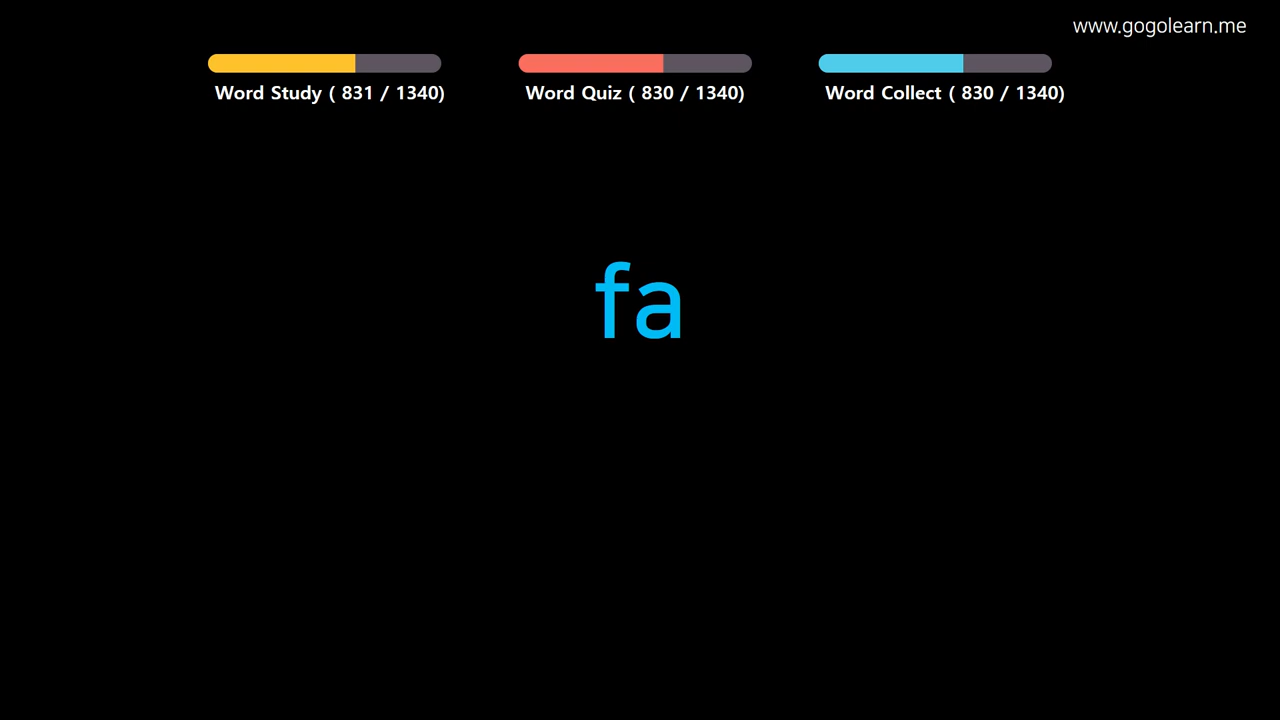 www.gogolearn.me
Word Study ( 831 / 1340)
Word Quiz ( 830 / 1340)
Word Collect ( 830 / 1340)
fa